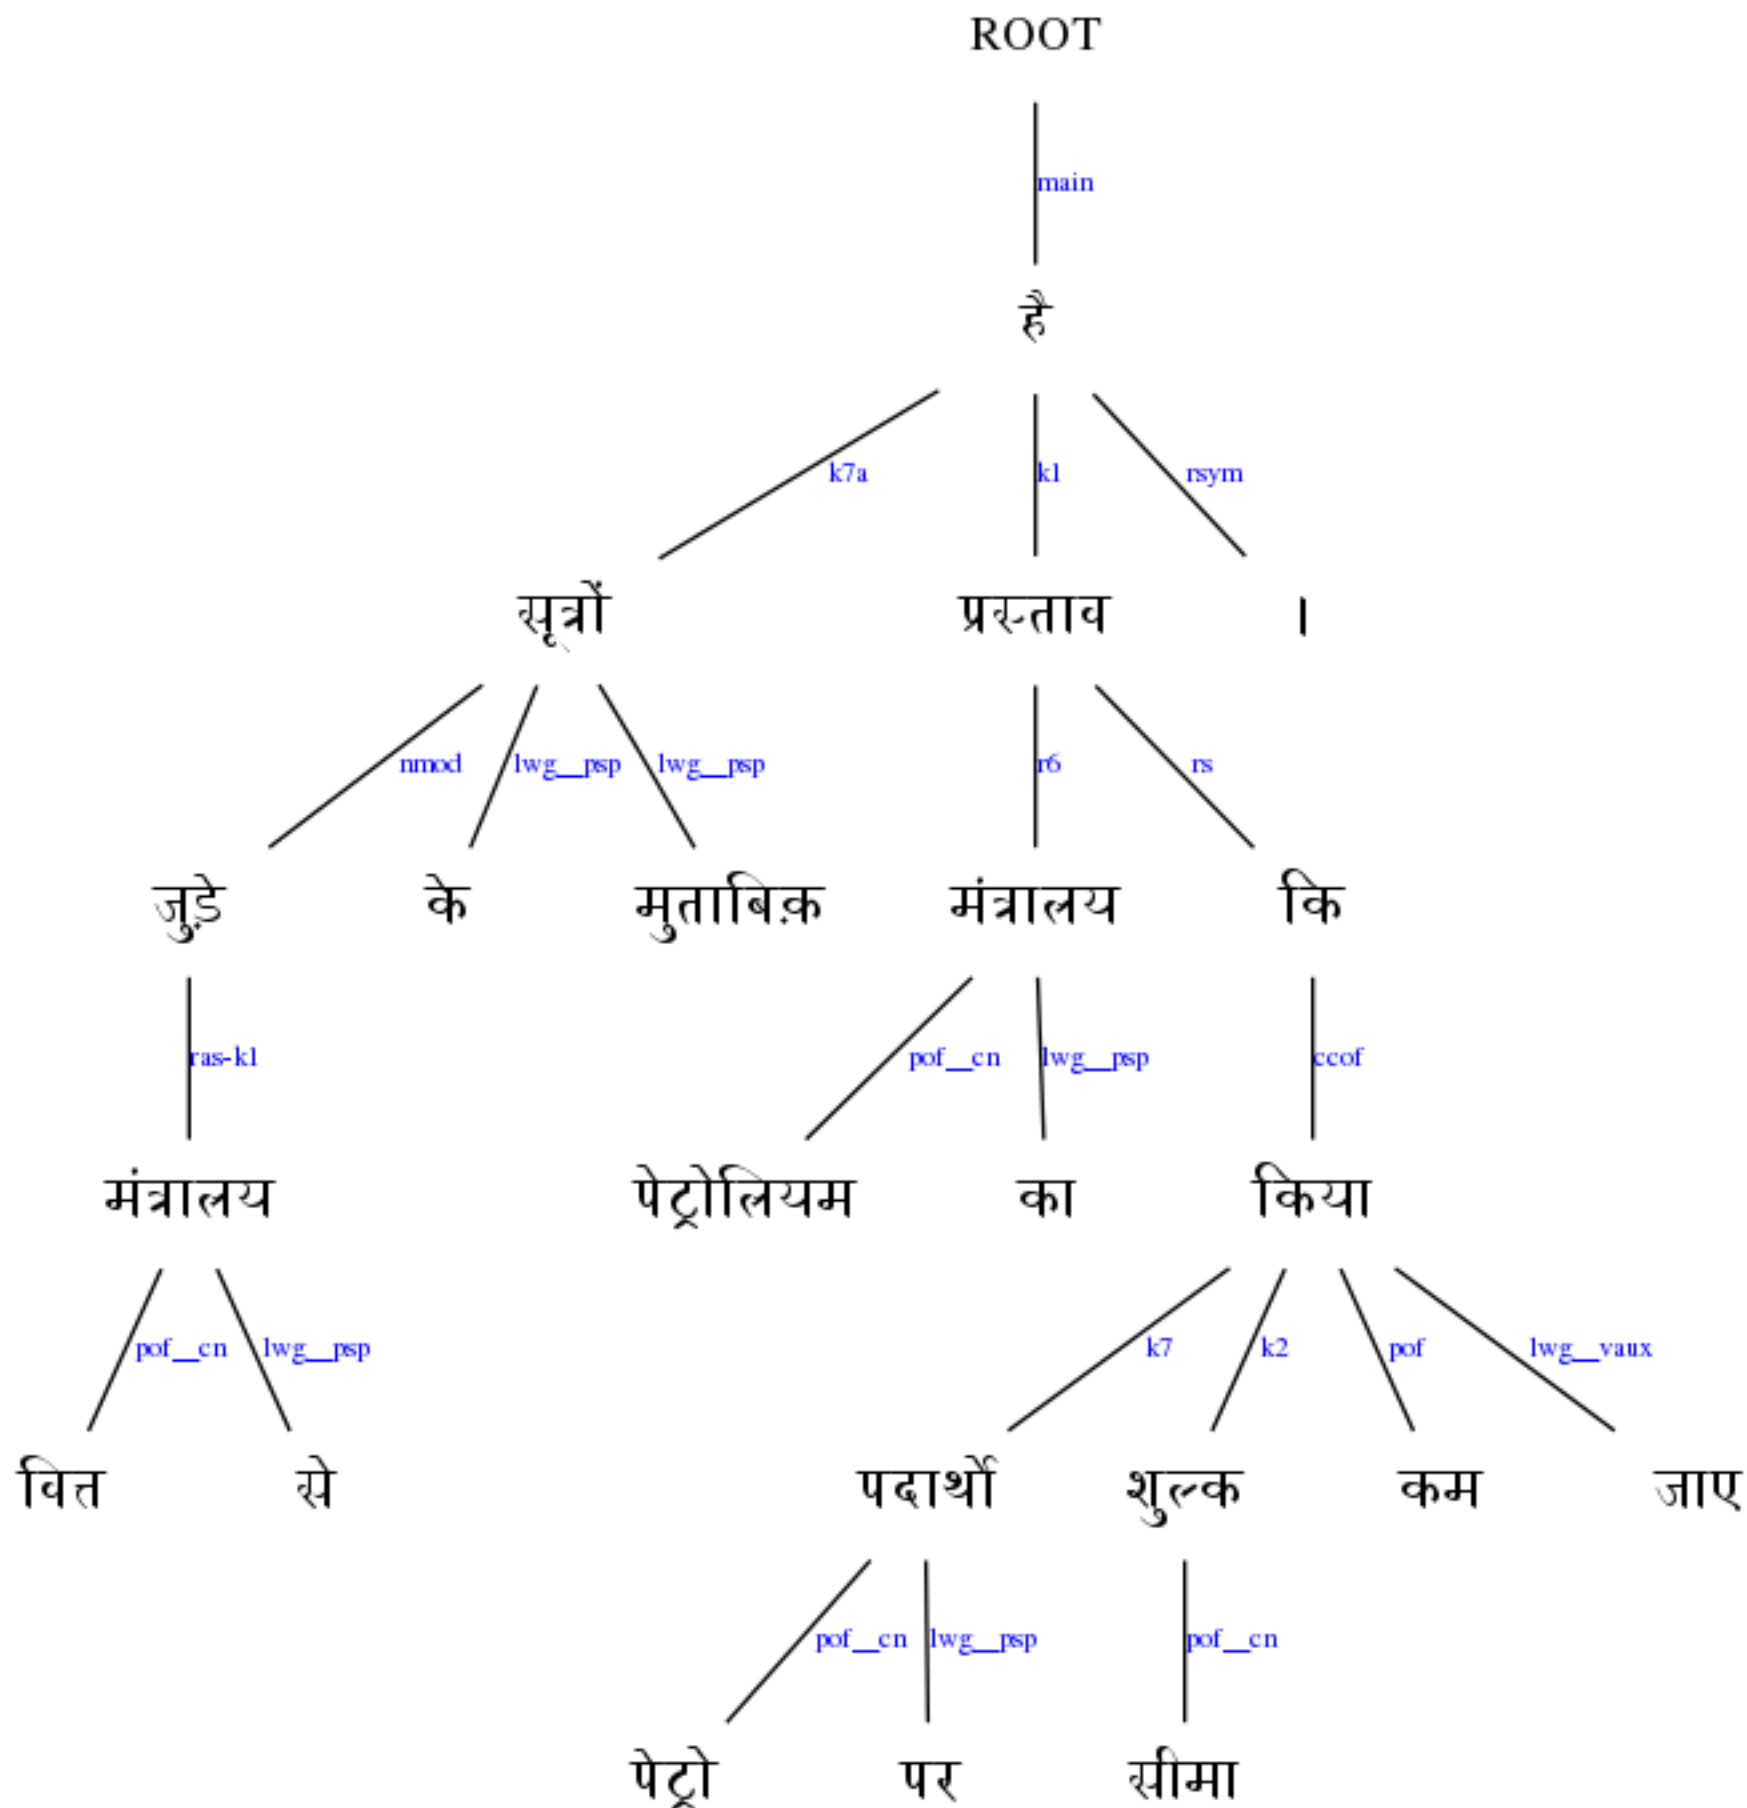 ROOT
main
है
k7a k1 rsym
सूत्रों प्रस्ताव ।
nmod lwg__psp lwg__psp r6 rs
जुड़े के मुताबिक़ मंत्रालय कि
ras-k1 pof__cn lwg__psp ccof
मंत्रालय पेट्रोलियम का किया
pof__cn lwg__psp k7 k2 pof lwg__vaux
वित्त से पदार्थो शुल्क कम जाए
pof__cn lwg__psp pof__cn
पेट्रो पर सीमा